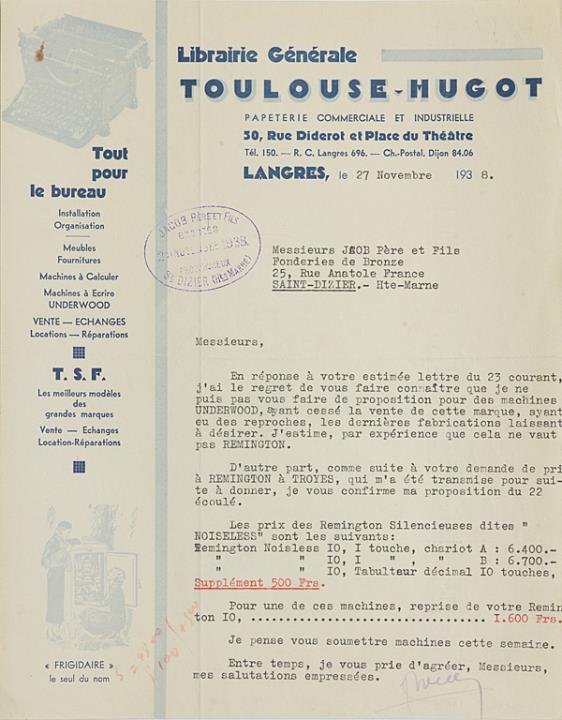 Librairie Générale
TOULOUSE-HUGOT
PAPETERIE COMMERCIALE ET INDUSTRIELLE
30, Rue Diderot et Place du Théâtre
Tél. 150. — R. C. Langres 696. — Ch.-Postal, Dijon 84.06
LANGRES, le 27 Novembre 1938.
Tout
pour
le bureau
Installation
Organisation
Meubles
Fournitures
Machines à Calculer
Machines à Ecrire
UNDERWOOD
VENTE — ECHANGES
Locations — Réparations
T. S. F.
Les meilleurs modèles
des
grandes marques
Vente — Echanges
Location-Réparations
« FRIGIDAIRE »
le seul du nom
JACOB PÈRE ET FILS
1938
St DIZIER (Hte MARNE)
Messieurs JACOB Père et Fils
Fonderies de Bronze
25, Rue Anatole France
SAINT-DIZIER.- Hte-Marne
Messieurs,
En réponse à votre estimée lettre du 23 courant,
j'ai le regret de vous faire connaître que je ne
puis pas vous faire de proposition pour des machines
UNDERWOOD, ayant cessé la vente de cette marque, ayant
eu des reproches, les dernières fabrications laissant
à désirer. J'estime, par expérience que cela ne vaut
pas REMINGTON.
D'autre part, comme suite à votre demande de pri
à REMINGTON à TROYES, qui m'a été transmise pour sui-
te à donner, je vous confirme ma proposition du 22
écoulé.
Les prix des Remington Silencieuses dites "
NOISELESS" sont les suivants:
Remington Noisless IO, I touche, chariot A : 6.400.-
" " IO, I " , " B : 6.700.-
" " IO, Tabulteur décimal IO touches,
Supplément 500 Frs.
Pour une de ces machines, reprise de votre Remin
ton IO, ................................ I.600 Frs.
Je pense vous soumettre machines cette semaine.
Entre temps, je vous prie d'agréer, Messieurs,
mes salutations empressées.